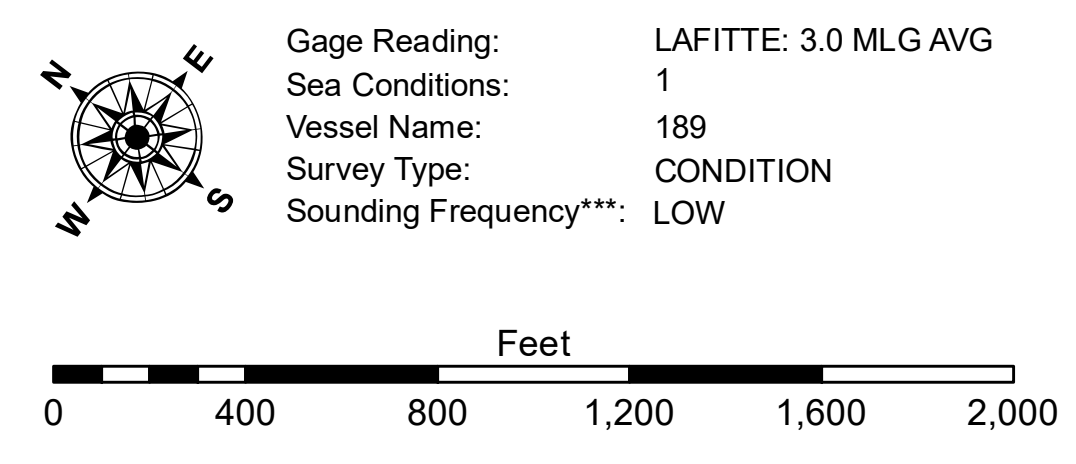 N
E
W
S
Gage Reading: LAFITTE: 3.0 MLG AVG
Sea Conditions: 1
Vessel Name: 189
Survey Type: CONDITION
Sounding Frequency***: LOW
Feet
0 400 800 1,200 1,600 2,000